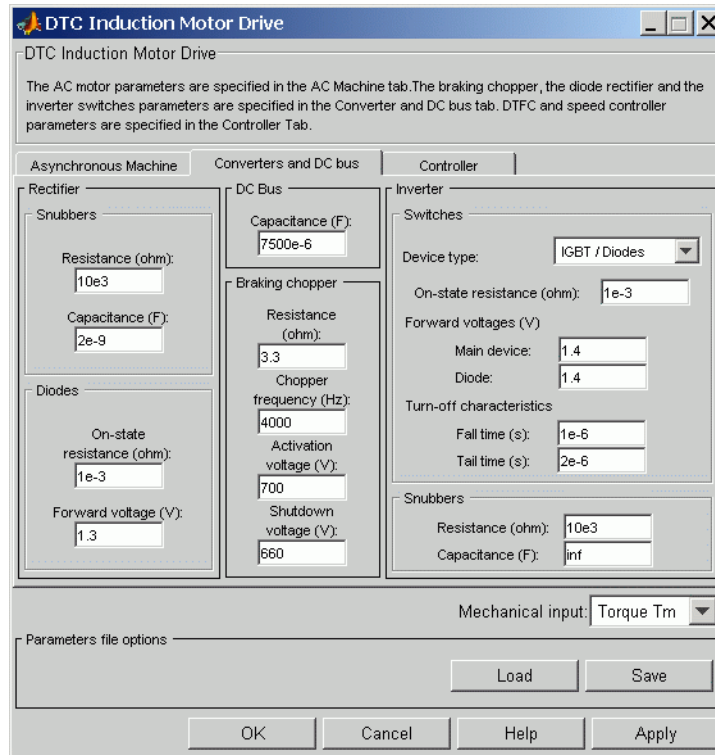 DTC Induction Motor Drive
DTC Induction Motor Drive
The AC motor parameters are specified in the AC Machine tab.The braking chopper, the diode rectifier and the
inverter switches parameters are specified in the Converter and DC bus tab. DTFC and speed controller
parameters are specified in the Controller Tab.
Asynchronous Machine
Converters and DC bus
Controller
Rectifier
Snubbers
Resistance (ohm):
10e3
Capacitance (F):
2e-9
Diodes
On-state
resistance (ohm):
1e-3
Forward voltage (V):
1.3
DC Bus
Capacitance (F):
7500e-6
Braking chopper
Resistance
(ohm):
3.3
Chopper
frequency (Hz):
4000
Activation
voltage (V):
700
Shutdown
voltage (V):
660
Inverter
Switches
Device type:
IGBT / Diodes
On-state resistance (ohm):
1e-3
Forward voltages (V)
Main device:
1.4
Diode:
1.4
Turn-off characteristics
Fall time (s):
1e-6
Tail time (s):
2e-6
Snubbers
Resistance (ohm):
10e3
Capacitance (F):
inf
Mechanical input:
Torque Tm
Parameters file options
Load
Save
OK
Cancel
Help
Apply